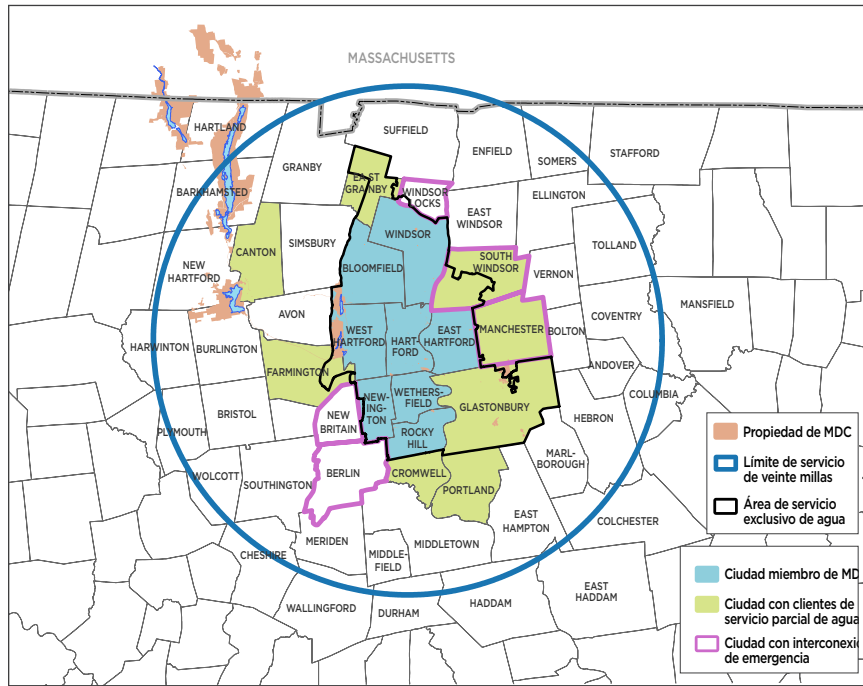 MASSACHUSETTS
HARTLAND
SUFFIELD
ENFIELD
SOMERS
STAFFORD
GRANBY
EAST
GRANBY
WINDSOR
LOCKS
BARKHAMSTED
ELLINGTON
EAST
WINDSOR
WINDSOR
SIMSBURY
CANTON
TOLLAND
BLOOMFIELD
SOUTH
WINDSOR
VERNON
NEW
HARTFORD
MANSFIELD
AVON
COVENTRY
WEST
HARTFORD
HART-
FORD
EAST
HARTFORD
MANCHESTER
BOLTON
HARWINTON
BURLINGTON
ANDOVER
FARMINGTON
COLUMBIA
NEW-
ING-
TON
WETHERS-
FIELD
GLASTONBURY
BRISTOL
NEW
BRITAIN
HEBRON
PLYMOUTH
ROCKY
HILL
MARL-
BOROUGH
BERLIN
CROMWELL
WOLCOTT
SOUTHINGTON
PORTLAND
EAST
HAMPTON
COLCHESTER
MERIDEN
MIDDLETOWN
CHESHIRE
MIDDLE-
FIELD
EAST
HADDAM
HADDAM
WALLINGFORD
DURHAM
Propiedad de MDC
Límite de servicio
de veinte millas
Área de servicio
exclusivo de agua
Ciudad miembro de MD
Ciudad con clientes de
servicio parcial de agua
Ciudad con interconexi
de emergencia